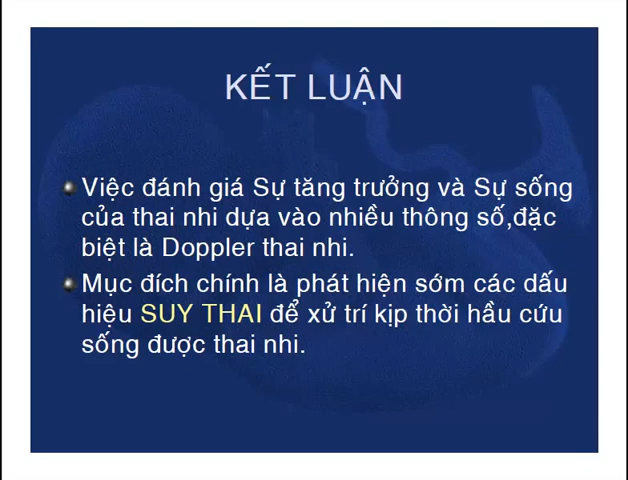 KẾT LUẬN
Việc đánh giá Sự tăng trưởng và Sự sống
của thai nhi dựa vào nhiều thông số,đặc
biệt là Doppler thai nhi.
Mục đích chính là phát hiện sớm các dấu
hiệu SUY THAI để xử trí kịp thời hầu cứu
sống được thai nhi.